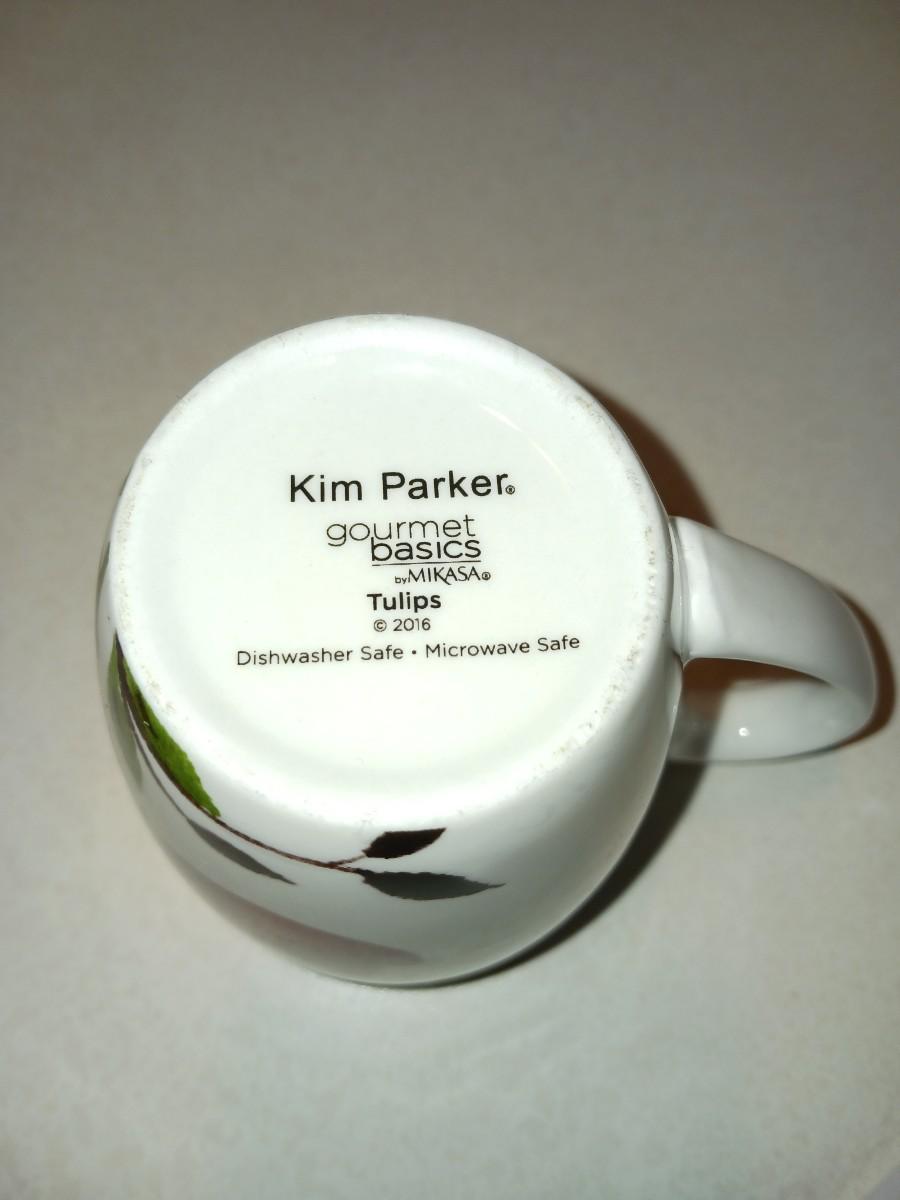 Kim Parker®
gourmet
basics
by MIKASA®
Tulips
© 2016
Dishwasher Safe • Microwave Safe